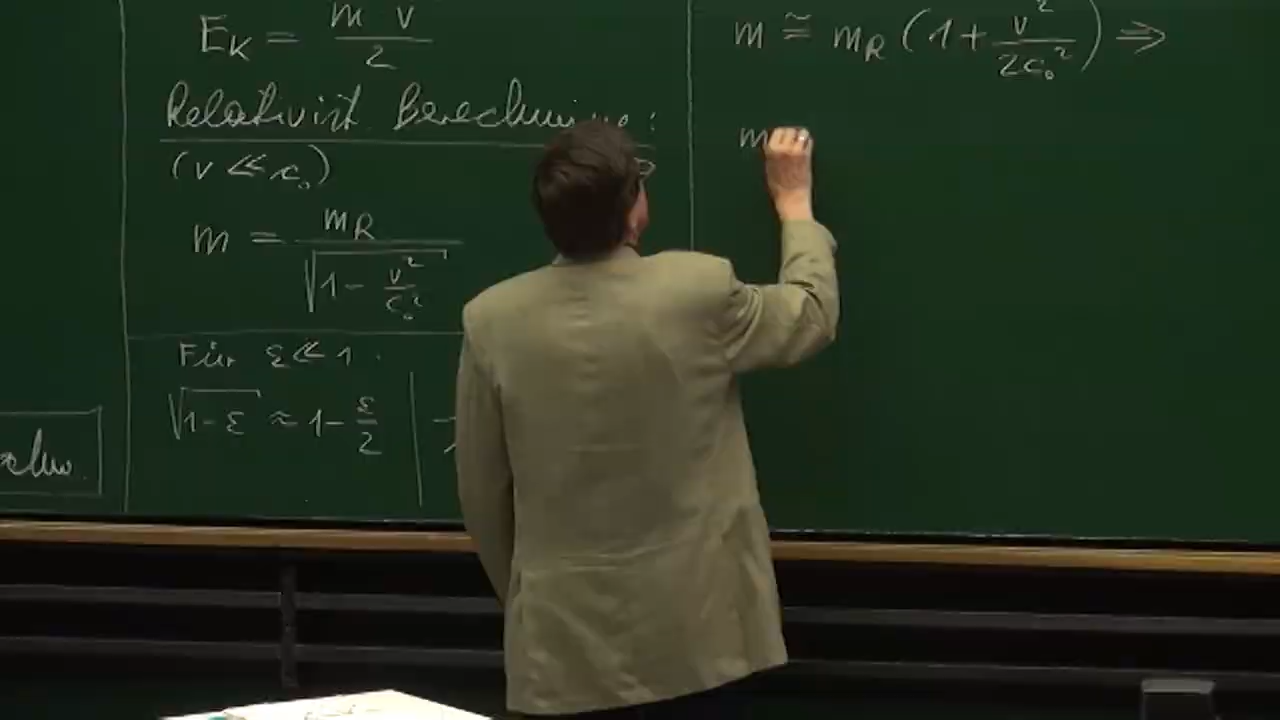 E_K = m v / 2
Relativist. Berechnung:
(v ≪ c₀)
m = m_R / √(1 - v²/c₀²)
Für ε ≪ 1:
√(1-ε) ≈ 1 - ε/2
m ≅ m_R (1 + v²/2c₀²) ⇒
m